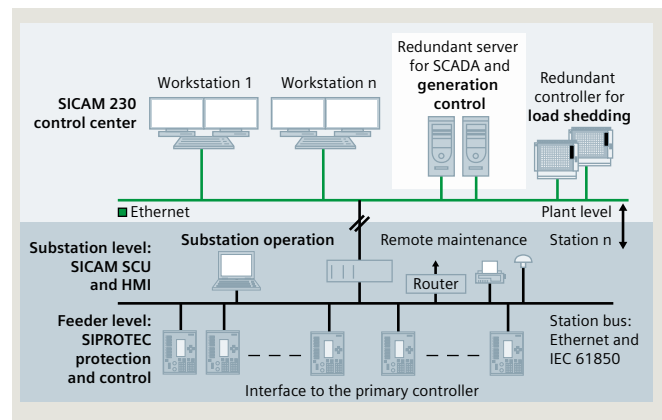 Workstation 1
Workstation n
Redundant server
for SCADA and
generation
control
Redundant
controller for
load shedding
SICAM 230
control center
Ethernet
Plant level
Substation level:
SICAM SCU
and HMI
Substation operation
Remote maintenance
Station n
Router
Feeder level:
SIPROTEC
protection
and control
Station bus:
Ethernet and
IEC 61850
Interface to the primary controller